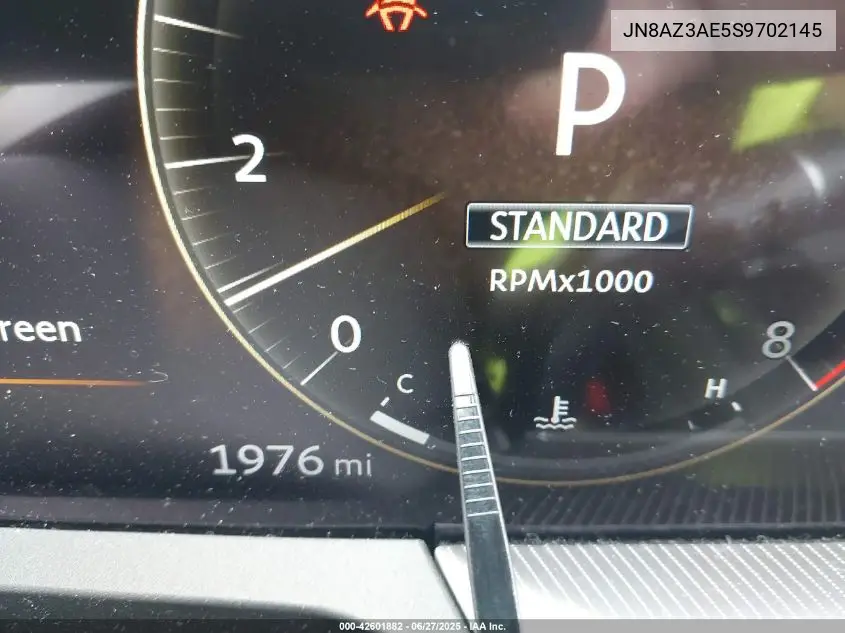 JN8AZ3AE5S9702145
P
2
STANDARD
RPMx1000
reen
0
8
C
H
1976 mi
000-42601882 - 06/27/2025 - IAA Inc.